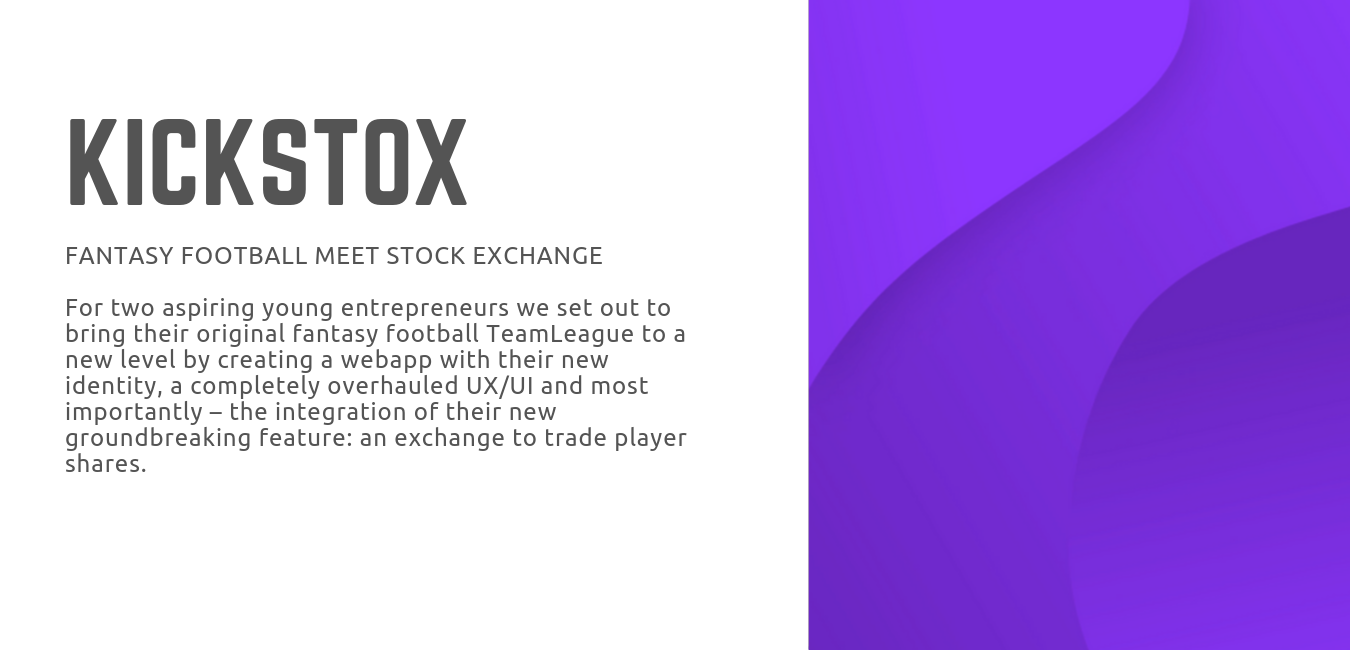 KICKSTOX
FANTASY FOOTBALL MEET STOCK EXCHANGE
For two aspiring young entrepreneurs we set out to
bring their original fantasy football TeamLeague to a
new level by creating a webapp with their new
identity, a completely overhauled UX/UI and most
importantly – the integration of their new
groundbreaking feature: an exchange to trade player
shares.